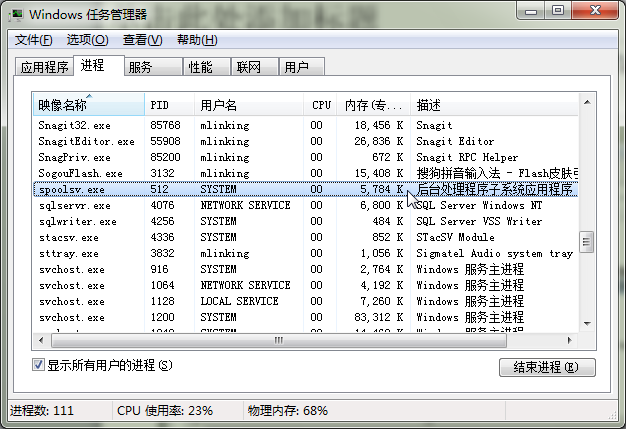 Windows 任务管理器
文件(F) 选项(O) 查看(V) 帮助(H)
应用程序 进程 服务 性能 联网 用户
映像名称 PID 用户名 CPU 内存(专... 描述
Snagit32.exe 85768 mlinking 00 18,456 K Snagit
SnagitEditor.exe 55908 mlinking 00 26,836 K Snagit Editor
SnagPriv.exe 85200 mlinking 00 672 K Snagit RPC Helper
SogouFlash.exe 3132 mlinking 00 15,408 K 搜狗拼音输入法 - Flash皮肤
spoolsv.exe 512 SYSTEM 00 5,784 K 后台处理程序子系统应用程序
sqlservr.exe 4076 NETWORK SERVICE 00 6,800 K SQL Server Windows NT
sqlwriter.exe 4256 SYSTEM 00 484 K SQL Server VSS Writer
stacsv.exe 4336 SYSTEM 00 852 K STacSV Module
sttray.exe 3832 mlinking 00 1,056 K Sigmatel Audio system tray
svchost.exe 916 SYSTEM 00 2,764 K Windows 服务主进程
svchost.exe 1064 NETWORK SERVICE 00 4,192 K Windows 服务主进程
svchost.exe 1128 LOCAL SERVICE 00 7,260 K Windows 服务主进程
svchost.exe 1200 SYSTEM 00 83,312 K Windows 服务主进程
显示所有用户的进程(S) 结束进程(E)
进程数: 111 CPU 使用率: 23% 物理内存: 68%